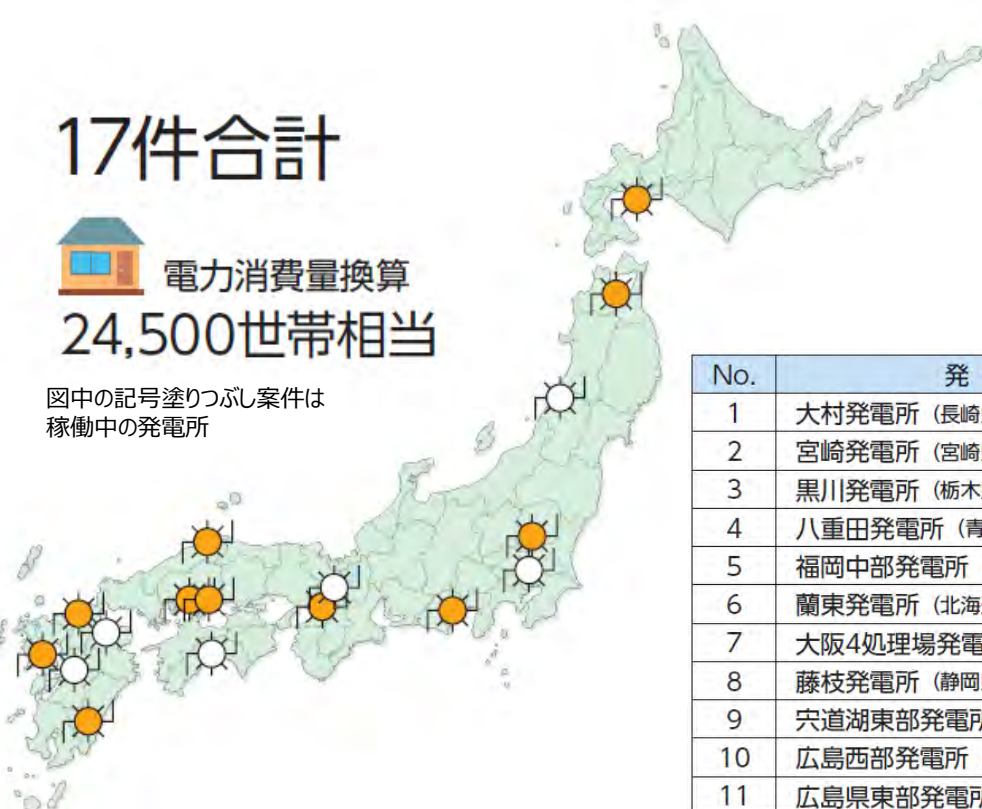 17件合計
電力消費量換算
24,500世帯相当
図中の記号塗りつぶし案件は
稼働中の発電所
No. 発
1 大村発電所（長崎
2 宮崎発電所（宮崎
3 黒川発電所（栃木
4 八重田発電所（青
5 福岡中部発電所
6 蘭東発電所（北海
7 大阪4処理場発電
8 藤枝発電所（静岡
9 宍道湖東部発電所
10 広島西部発電所
11 広島県東部発電所